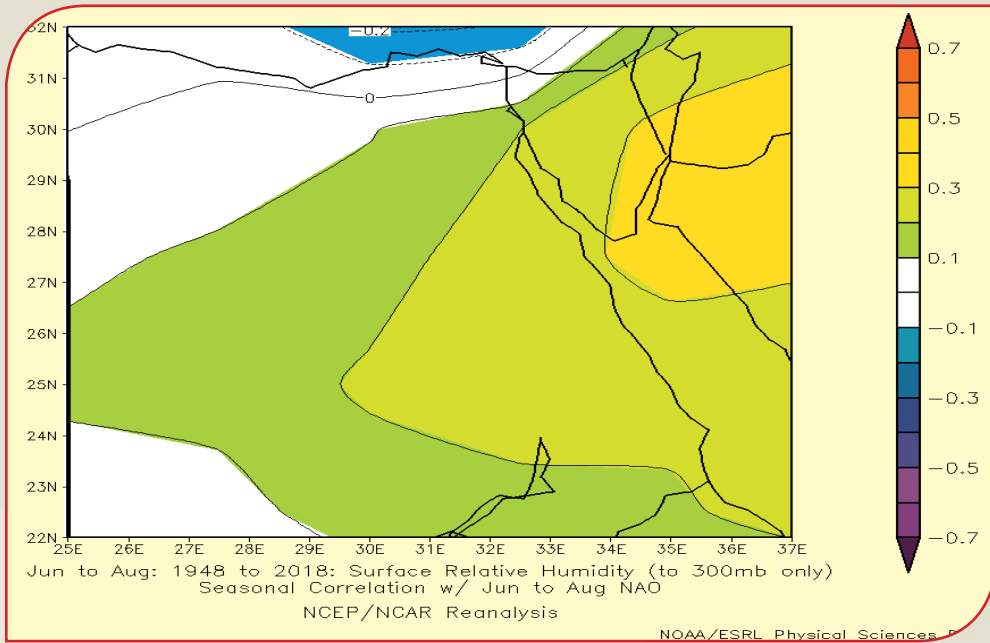 32N
31N
30N
29N
28N
27N
26N
25N
24N
23N
22N
-0.2
0
25E 26E 27E 28E 29E 30E 31E 32E 33E 34E 35E 36E 37E
0.7
0.5
0.3
0.1
-0.1
-0.3
-0.5
-0.7
Jun to Aug: 1948 to 2018: Surface Relative Humidity (to 300mb only)
Seasonal Correlation w/ Jun to Aug NAO
NCEP/NCAR Reanalysis
NOAA/ESRL Physical Sciences